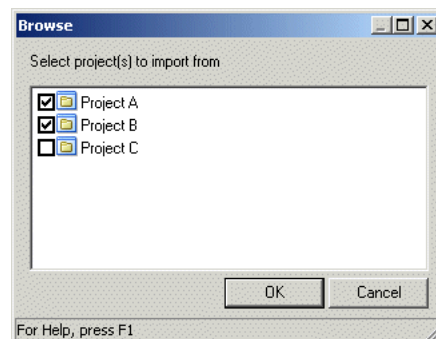 Browse
Select project(s) to import from
Project A
Project B
Project C
OK Cancel
For Help, press F1